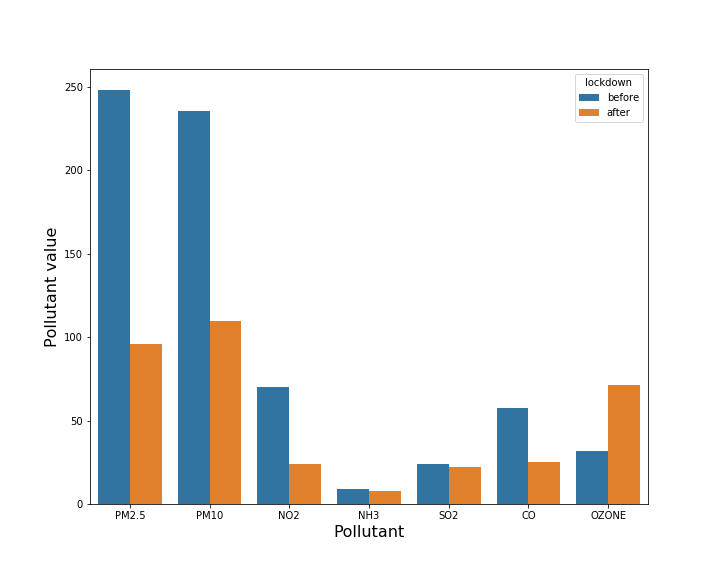 lockdown
before
after
Pollutant value
250
200
150
100
50
0
PM2.5 PM10 NO2 NH3 SO2 CO OZONE
Pollutant